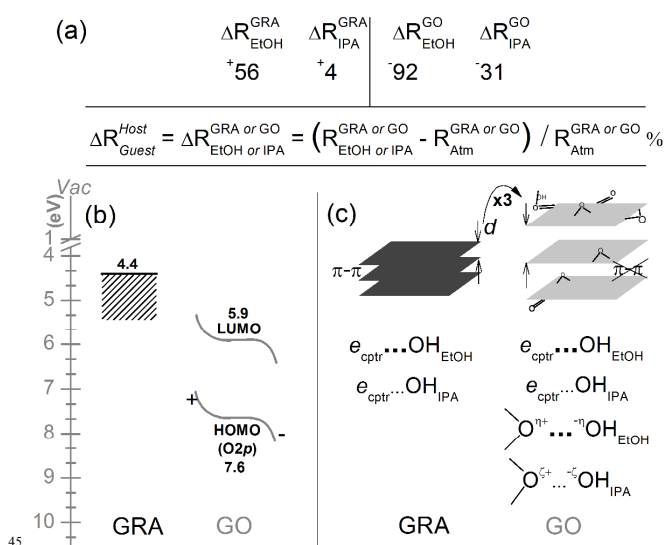 (a)
ΔR^GRA_EtOH ΔR^GRA_IPA ΔR^GO_EtOH ΔR^GO_IPA
+56 +4 -92 -31
ΔR^Host_Guest = ΔR^GRA or GO_EtOH or IPA = (R^GRA or GO_EtOH or IPA - R^GRA or GO_Atm) / R^GRA or GO_Atm %
Vac
(eV)
1
4
5
6
7
8
9
10
(b)
4.4
5.9
LUMO
+
HOMO
-
(O2p)
7.6
GRA GO
(c)
x3
d
π-π
OH
O
O
O
O
O
π-π
O
O
e_cptr...OH_EtOH e_cptr...OH_EtOH
e_cptr...OH_IPA e_cptr...OH_IPA
O^η+...^-ηOH_EtOH
O^ζ+...^-ζOH_IPA
GRA GO
45